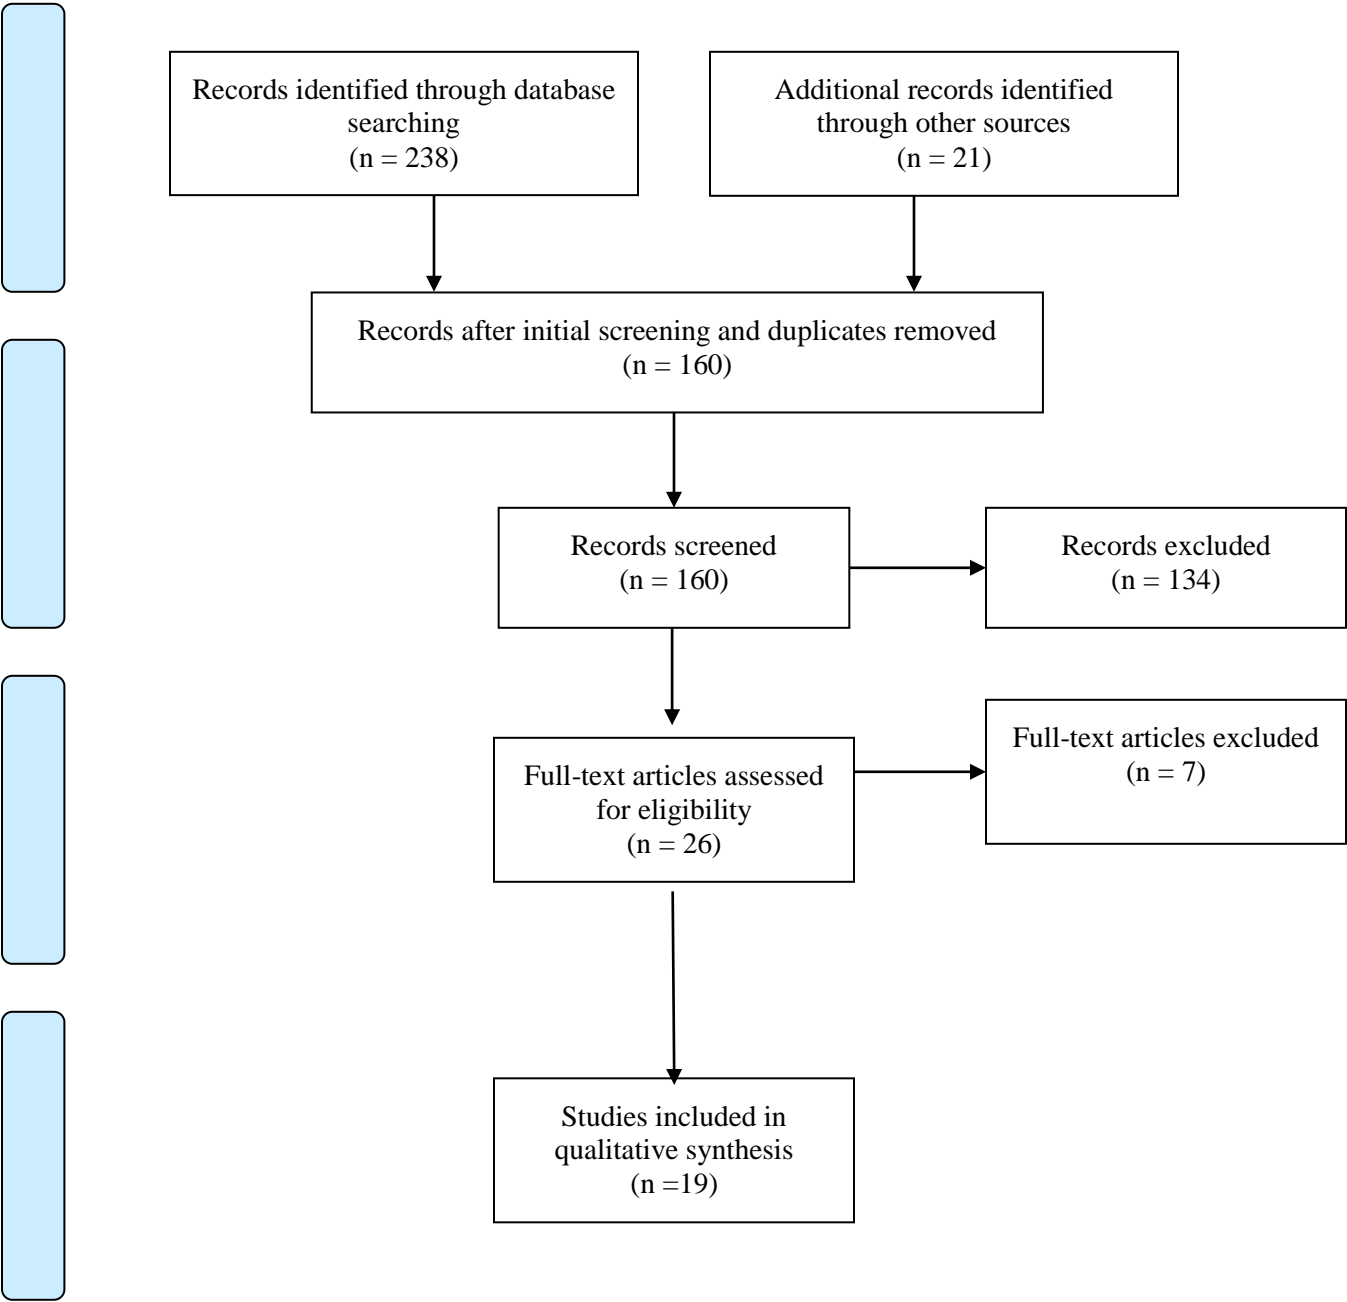 Records identified through database
searching
(n = 238)
Additional records identified
through other sources
(n = 21)
Records after initial screening and duplicates removed
(n = 160)
Records screened
(n = 160)
Records excluded
(n = 134)
Full-text articles assessed
for eligibility
(n = 26)
Full-text articles excluded
(n = 7)
Studies included in
qualitative synthesis
(n =19)